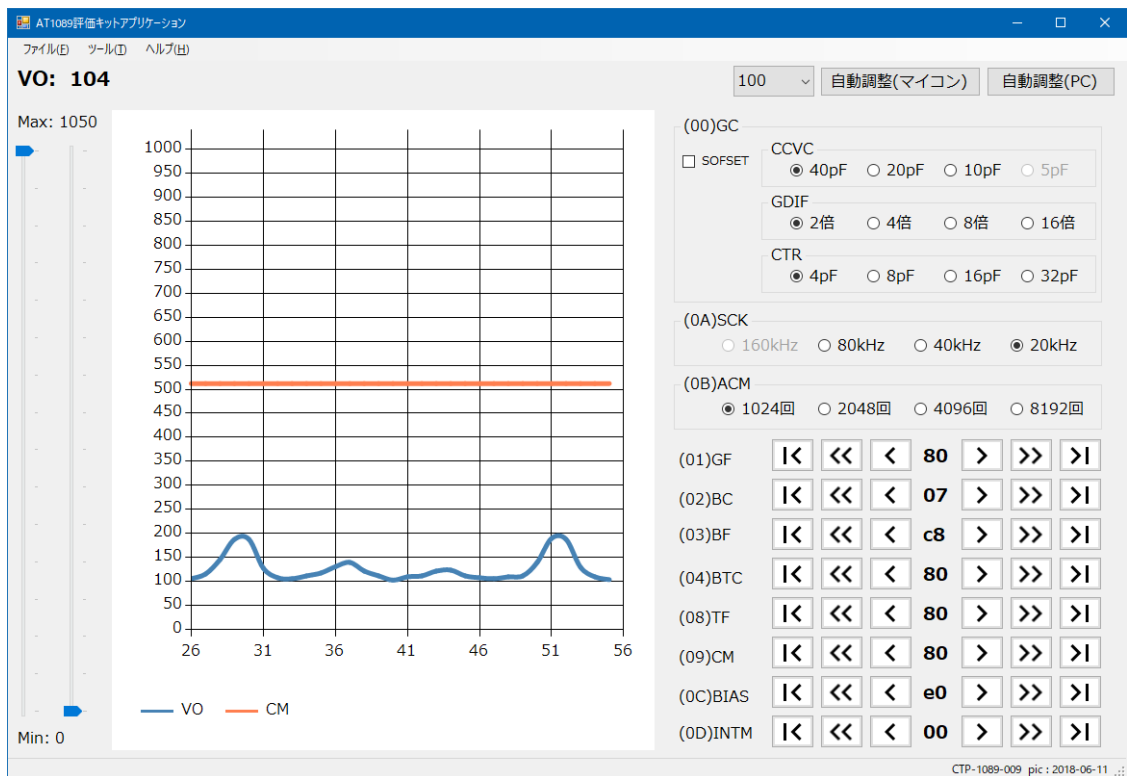 AT1089評価キットアプリケーション
ファイル(F) ツール(T) ヘルプ(H)
VO: 104
100 自動調整(マイコン) 自動調整(PC)
Max: 1050
1000
950
900
850
800
750
700
650
600
550
500
450
400
350
300
250
200
150
100
50
0
26 31 36 41 46 51 56
VO CM
Min: 0
(00)GC
SOFSET
CCVC
40pF 20pF 10pF 5pF
GDIF
2倍 4倍 8倍 16倍
CTR
4pF 8pF 16pF 32pF
(0A)SCK
160kHz 80kHz 40kHz 20kHz
(0B)ACM
1024回 2048回 4096回 8192回
(01)GF |< << < 80 > >> >|
(02)BC |< << < 07 > >> >|
(03)BF |< << < c8 > >> >|
(04)BTC |< << < 80 > >> >|
(08)TF |< << < 80 > >> >|
(09)CM |< << < 80 > >> >|
(0C)BIAS |< << < e0 > >> >|
(0D)INTM |< << < 00 > >> >|
CTP-1089-009 pic : 2018-06-11